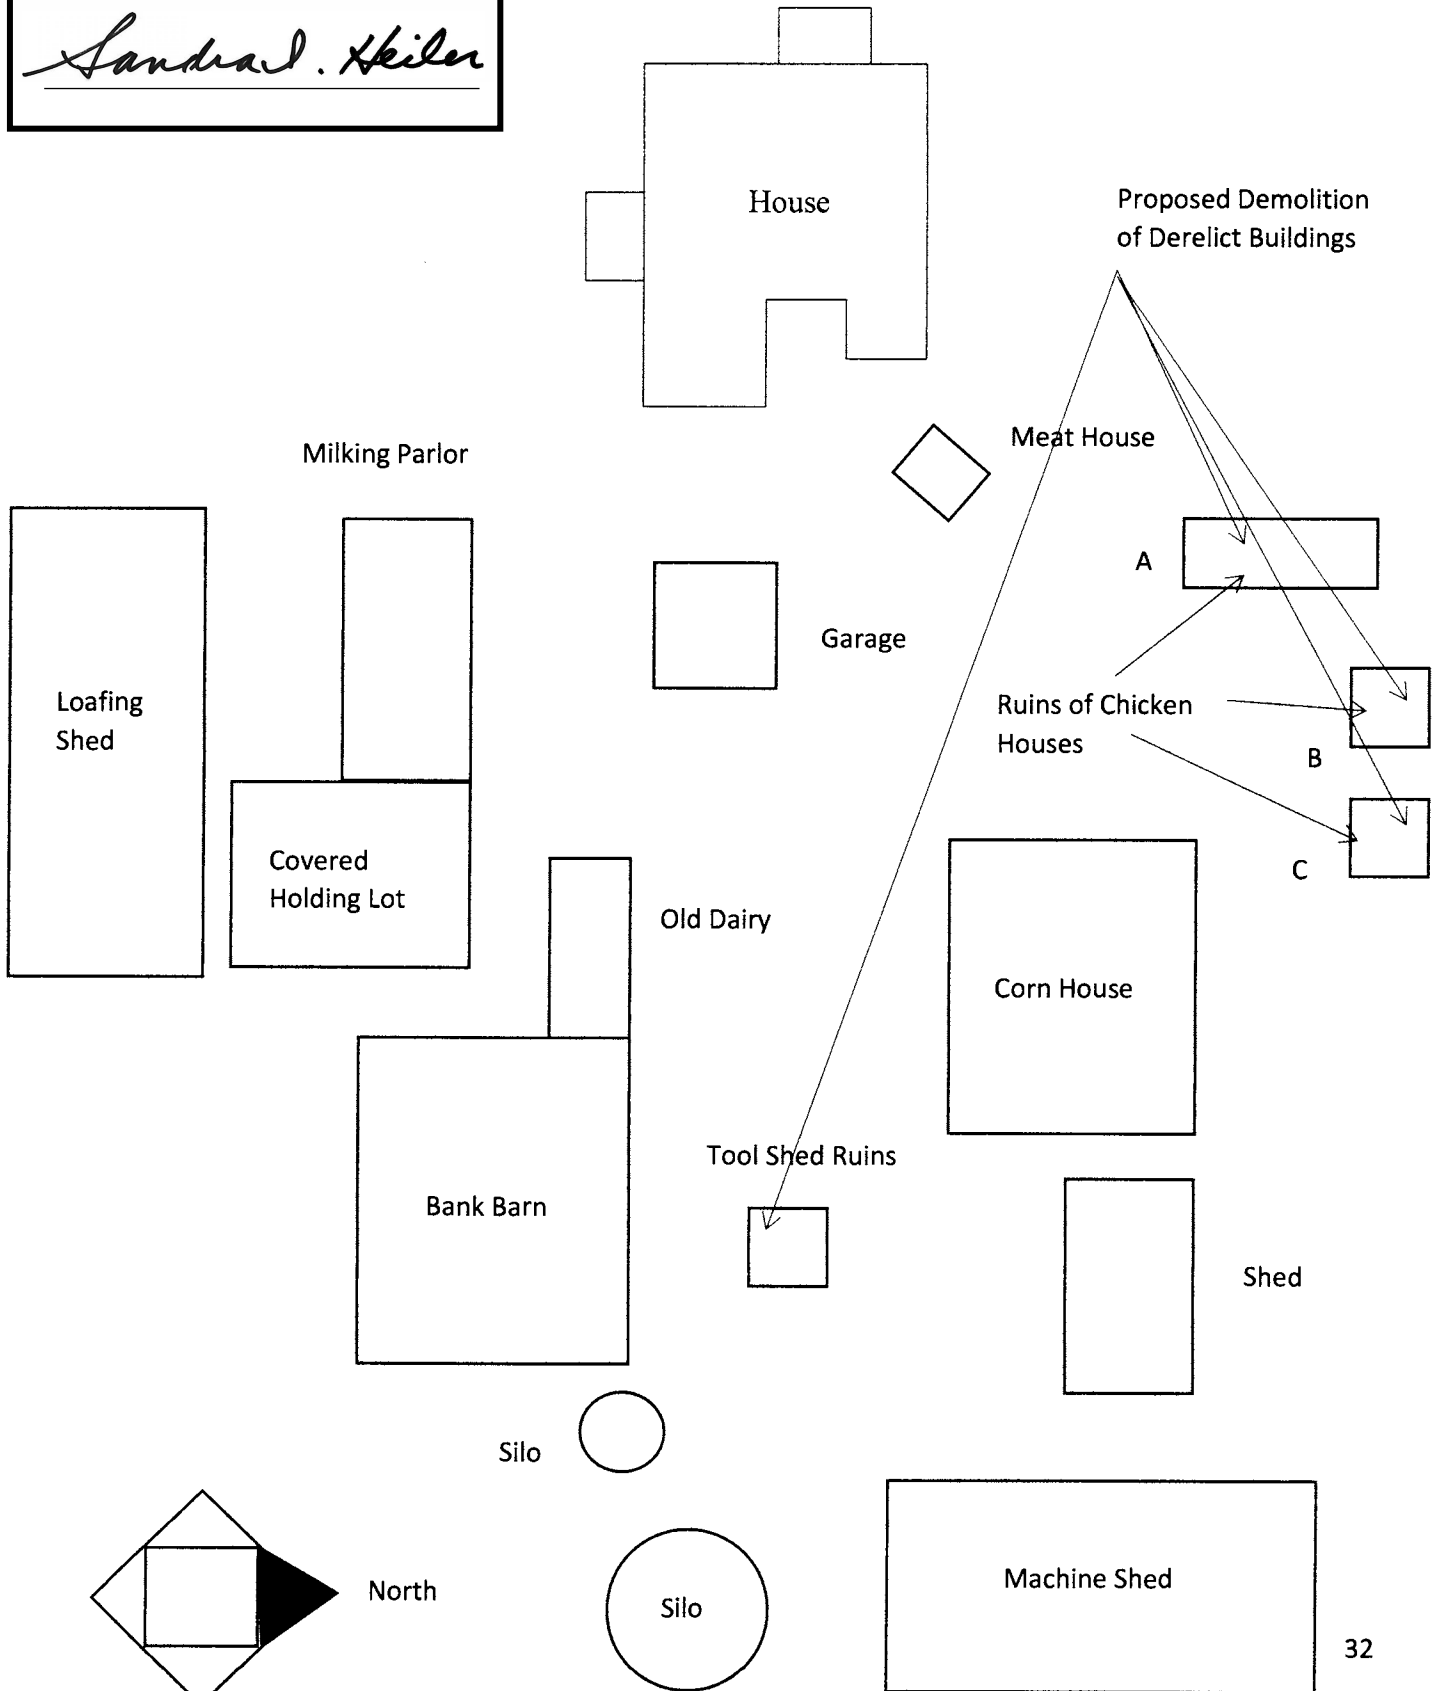 Sandra I. Heiler
House
Proposed Demolition
of Derelict Buildings
Meat House
Milking Parlor
A
Garage
Loafing
Shed
Ruins of Chicken
Houses
B
Covered
Holding Lot
C
Old Dairy
Corn House
Tool Shed Ruins
Bank Barn
Shed
Silo
North
Silo
Machine Shed
32